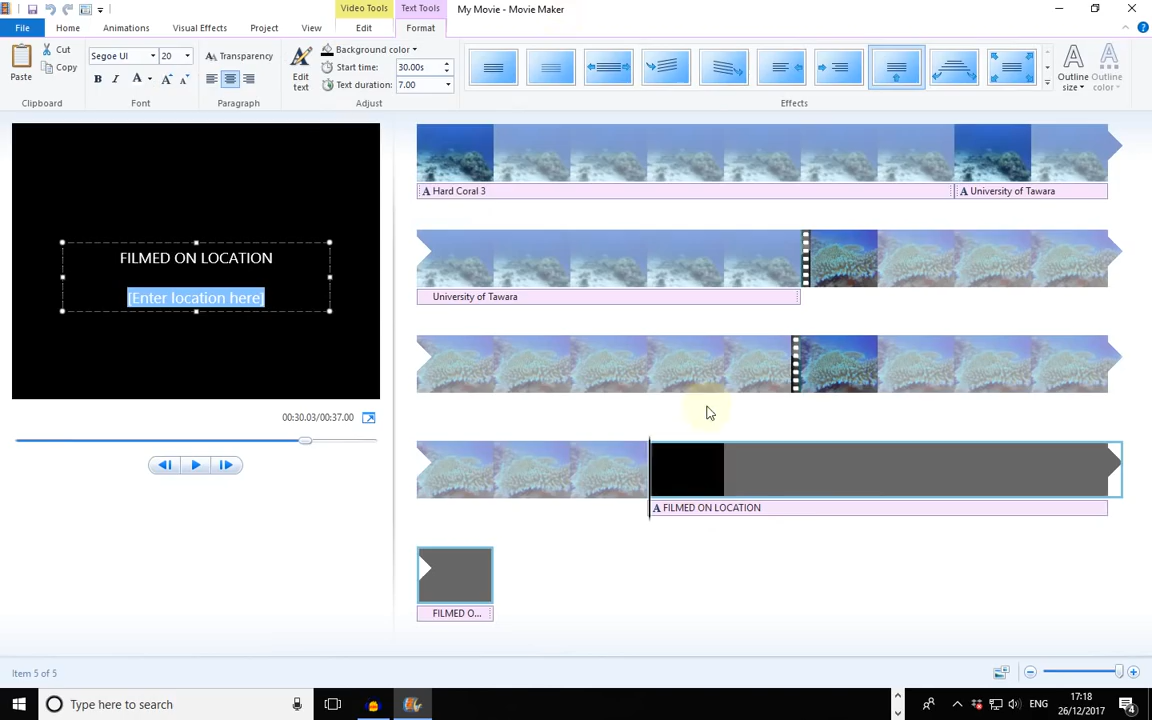 Video Tools
Text Tools
My Movie - Movie Maker
File
Home
Animations
Visual Effects
Project
View
Edit
Format
Paste
Cut
Copy
Clipboard
Segoe UI
20
B
I
A
A
A
Font
Transparency
Paragraph
Edit text
Background color
Start time:
30.00s
Text duration:
7.00
Adjust
Effects
Outline size
Outline color
FILMED ON LOCATION
[Enter location here]
00:30.03/00:37.00
A Hard Coral 3
A University of Tawara
University of Tawara
A FILMED ON LOCATION
FILMED O...
Item 5 of 5
Type here to search
ENG
17:18
26/12/2017
4